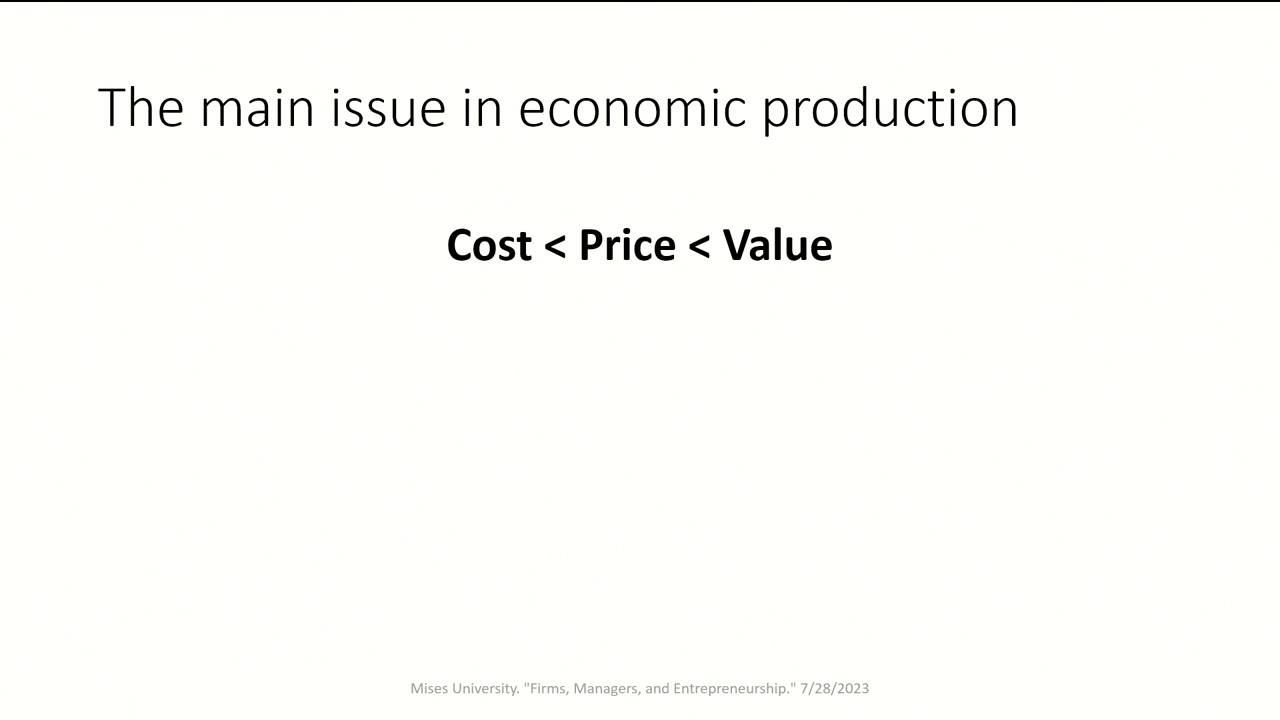 The main issue in economic production
Cost < Price < Value
Mises University. "Firms, Managers, and Entrepreneurship." 7/28/2023